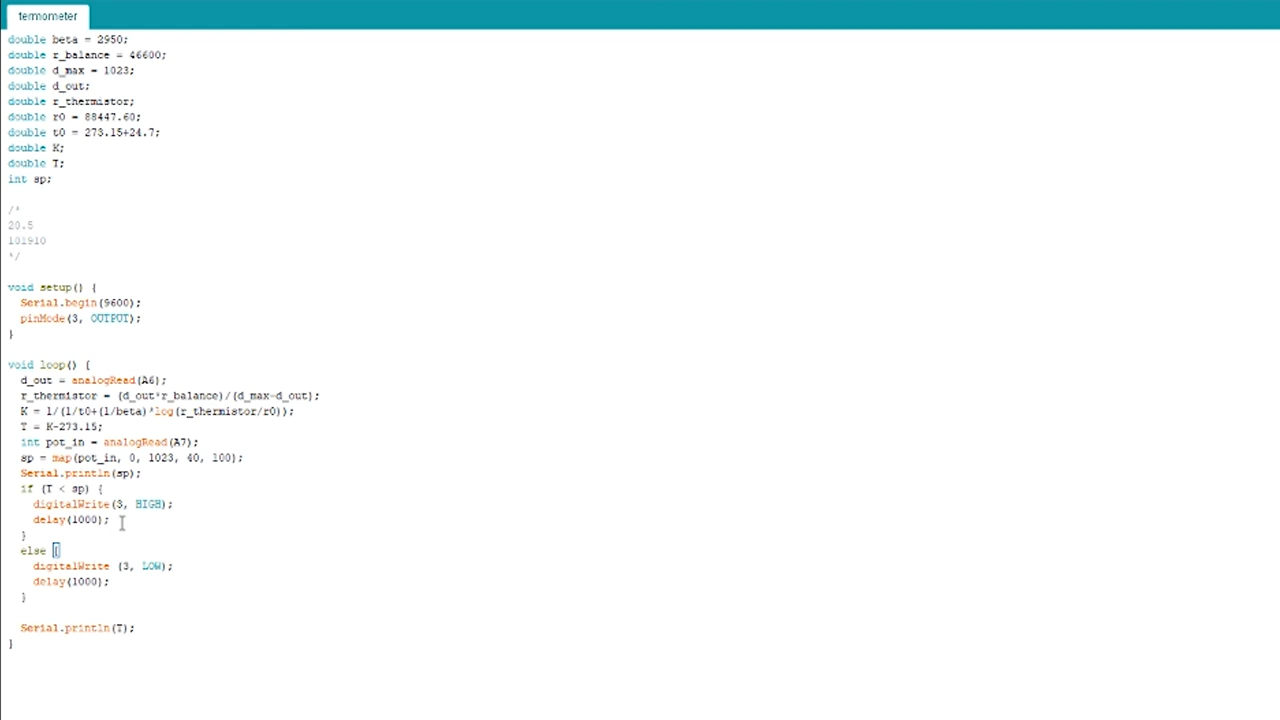 termometer
double beta = 2950;
double r_balance = 46600;
double d_max = 1023;
double d_out;
double r_thermistor;
double r0 = 88447.60;
double t0 = 273.15+24.7;
double K;
double T;
int sp;
/*
20.5
101910
*/
void setup() {
Serial.begin(9600);
pinMode(3, OUTPUT);
}
void loop() {
d_out = analogRead(A6);
r_thermistor = (d_out*r_balance)/(d_max-d_out);
K = 1/(1/t0+(1/beta)*log(r_thermistor/r0));
T = K-273.15;
int pot_in = analogRead(A7);
sp = map(pot_in, 0, 1023, 40, 100);
Serial.println(sp);
if (T < sp) {
digitalWrite(3, HIGH);
delay(1000);
}
else {
digitalWrite (3, LOW);
delay(1000);
}
Serial.println(T);
}